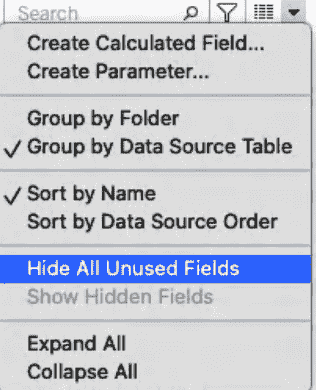 Search
Create Calculated Field...
Create Parameter...
Group by Folder
Group by Data Source Table
Sort by Name
Sort by Data Source Order
Hide All Unused Fields
Show Hidden Fields
Expand All
Collapse All